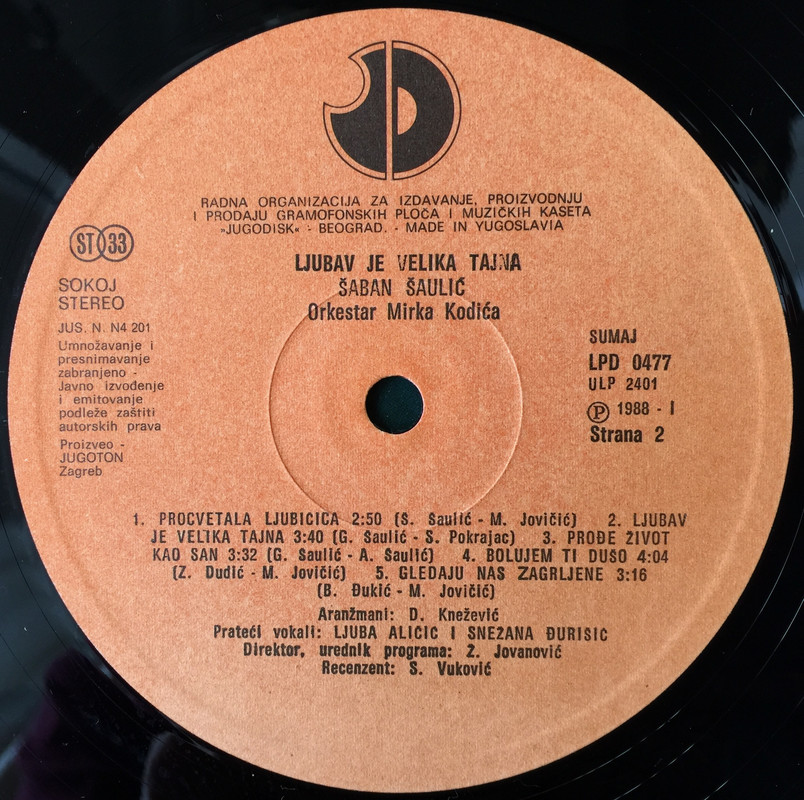 RADNA ORGANIZACIJA ZA IZDAVANJE, PROIZVODNJU
I PRODAJU GRAMOFONSKIH PLOČA I MUZIČKIH KASETA
»JUGODISK« - BEOGRAD. - MADE IN YUGOSLAVIA
ST 33
SOKOJ
STEREO
JUS. N. N4 201
Umnožavanje i
presnimavanje
zabranjeno -
Javno izvođenje
i emitovanje
podleže zaštiti
autorskih prava
Proizveo -
JUGOTON
Zagreb
LJUBAV JE VELIKA TAJNA
ŠABAN ŠAULIĆ
Orkestar Mirka Kodića
SUMAJ
LPD 0477
ULP 2401
Ⓟ 1988 - I
Strana 2
1. PROCVETALA LJUBICICA 2:50 (S. Šaulić - M. Jovičić) 2. LJUBAV
JE VELIKA TAJNA 3:40 (G. Šaulić - S. Pokrajac) 3. PROĐE ŽIVOT
KAO SAN 3:32 (G. Šaulić - A. Šaulić) 4. BOLUJEM TI DUŠO 4:04
(Z. Dudić - M. Jovičić) 5. GLEDAJU NAS ZAGRLJENE 3:16
(B. Đukić - M. Jovičić)
Aranžmani: D. Knežević
Prateći vokali: LJUBA ALIČIĆ I SNEŽANA ĐURIŠIĆ
Direktor, urednik programa: Ž. Jovanović
Recenzent: S. Vuković